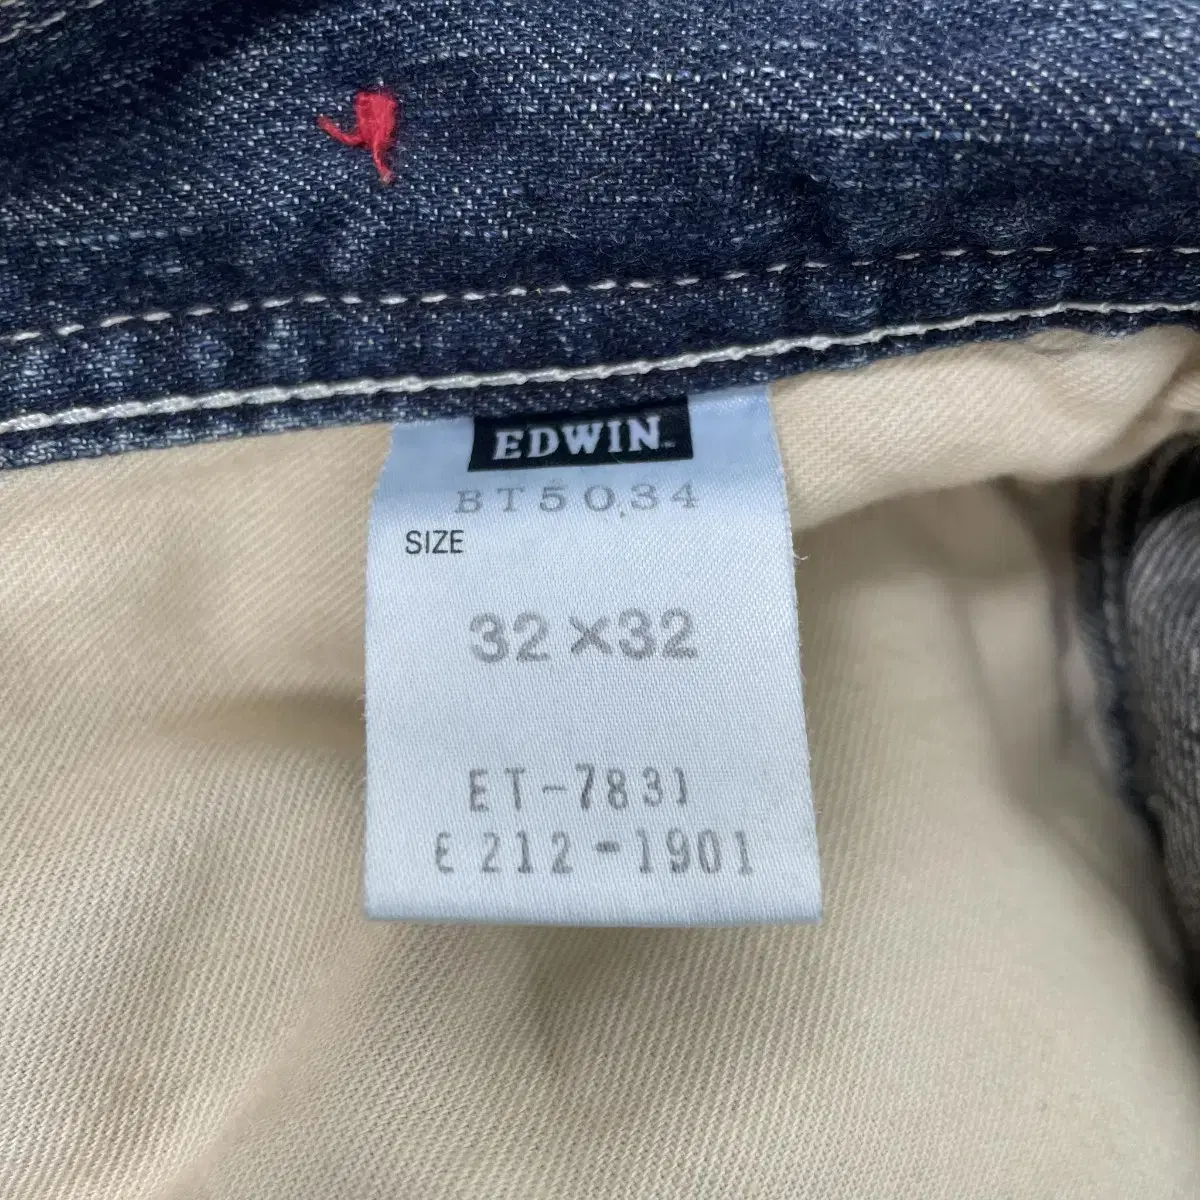 EDWIN
BT5034
SIZE
32×32
ET-7831
E212-1901